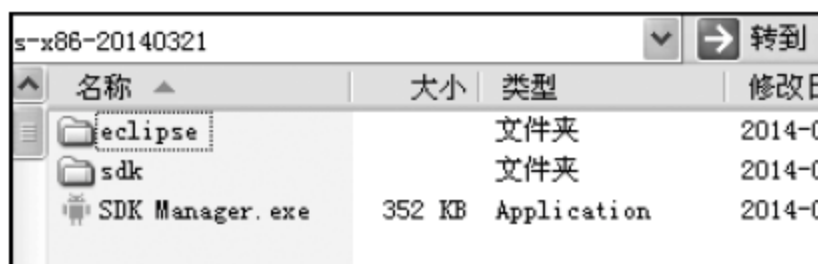 s-x86-20140321 转到
名称 大小 类型 修改日
eclipse 文件夹 2014-0
sdk 文件夹 2014-0
SDK Manager.exe 352 KB Application 2014-0